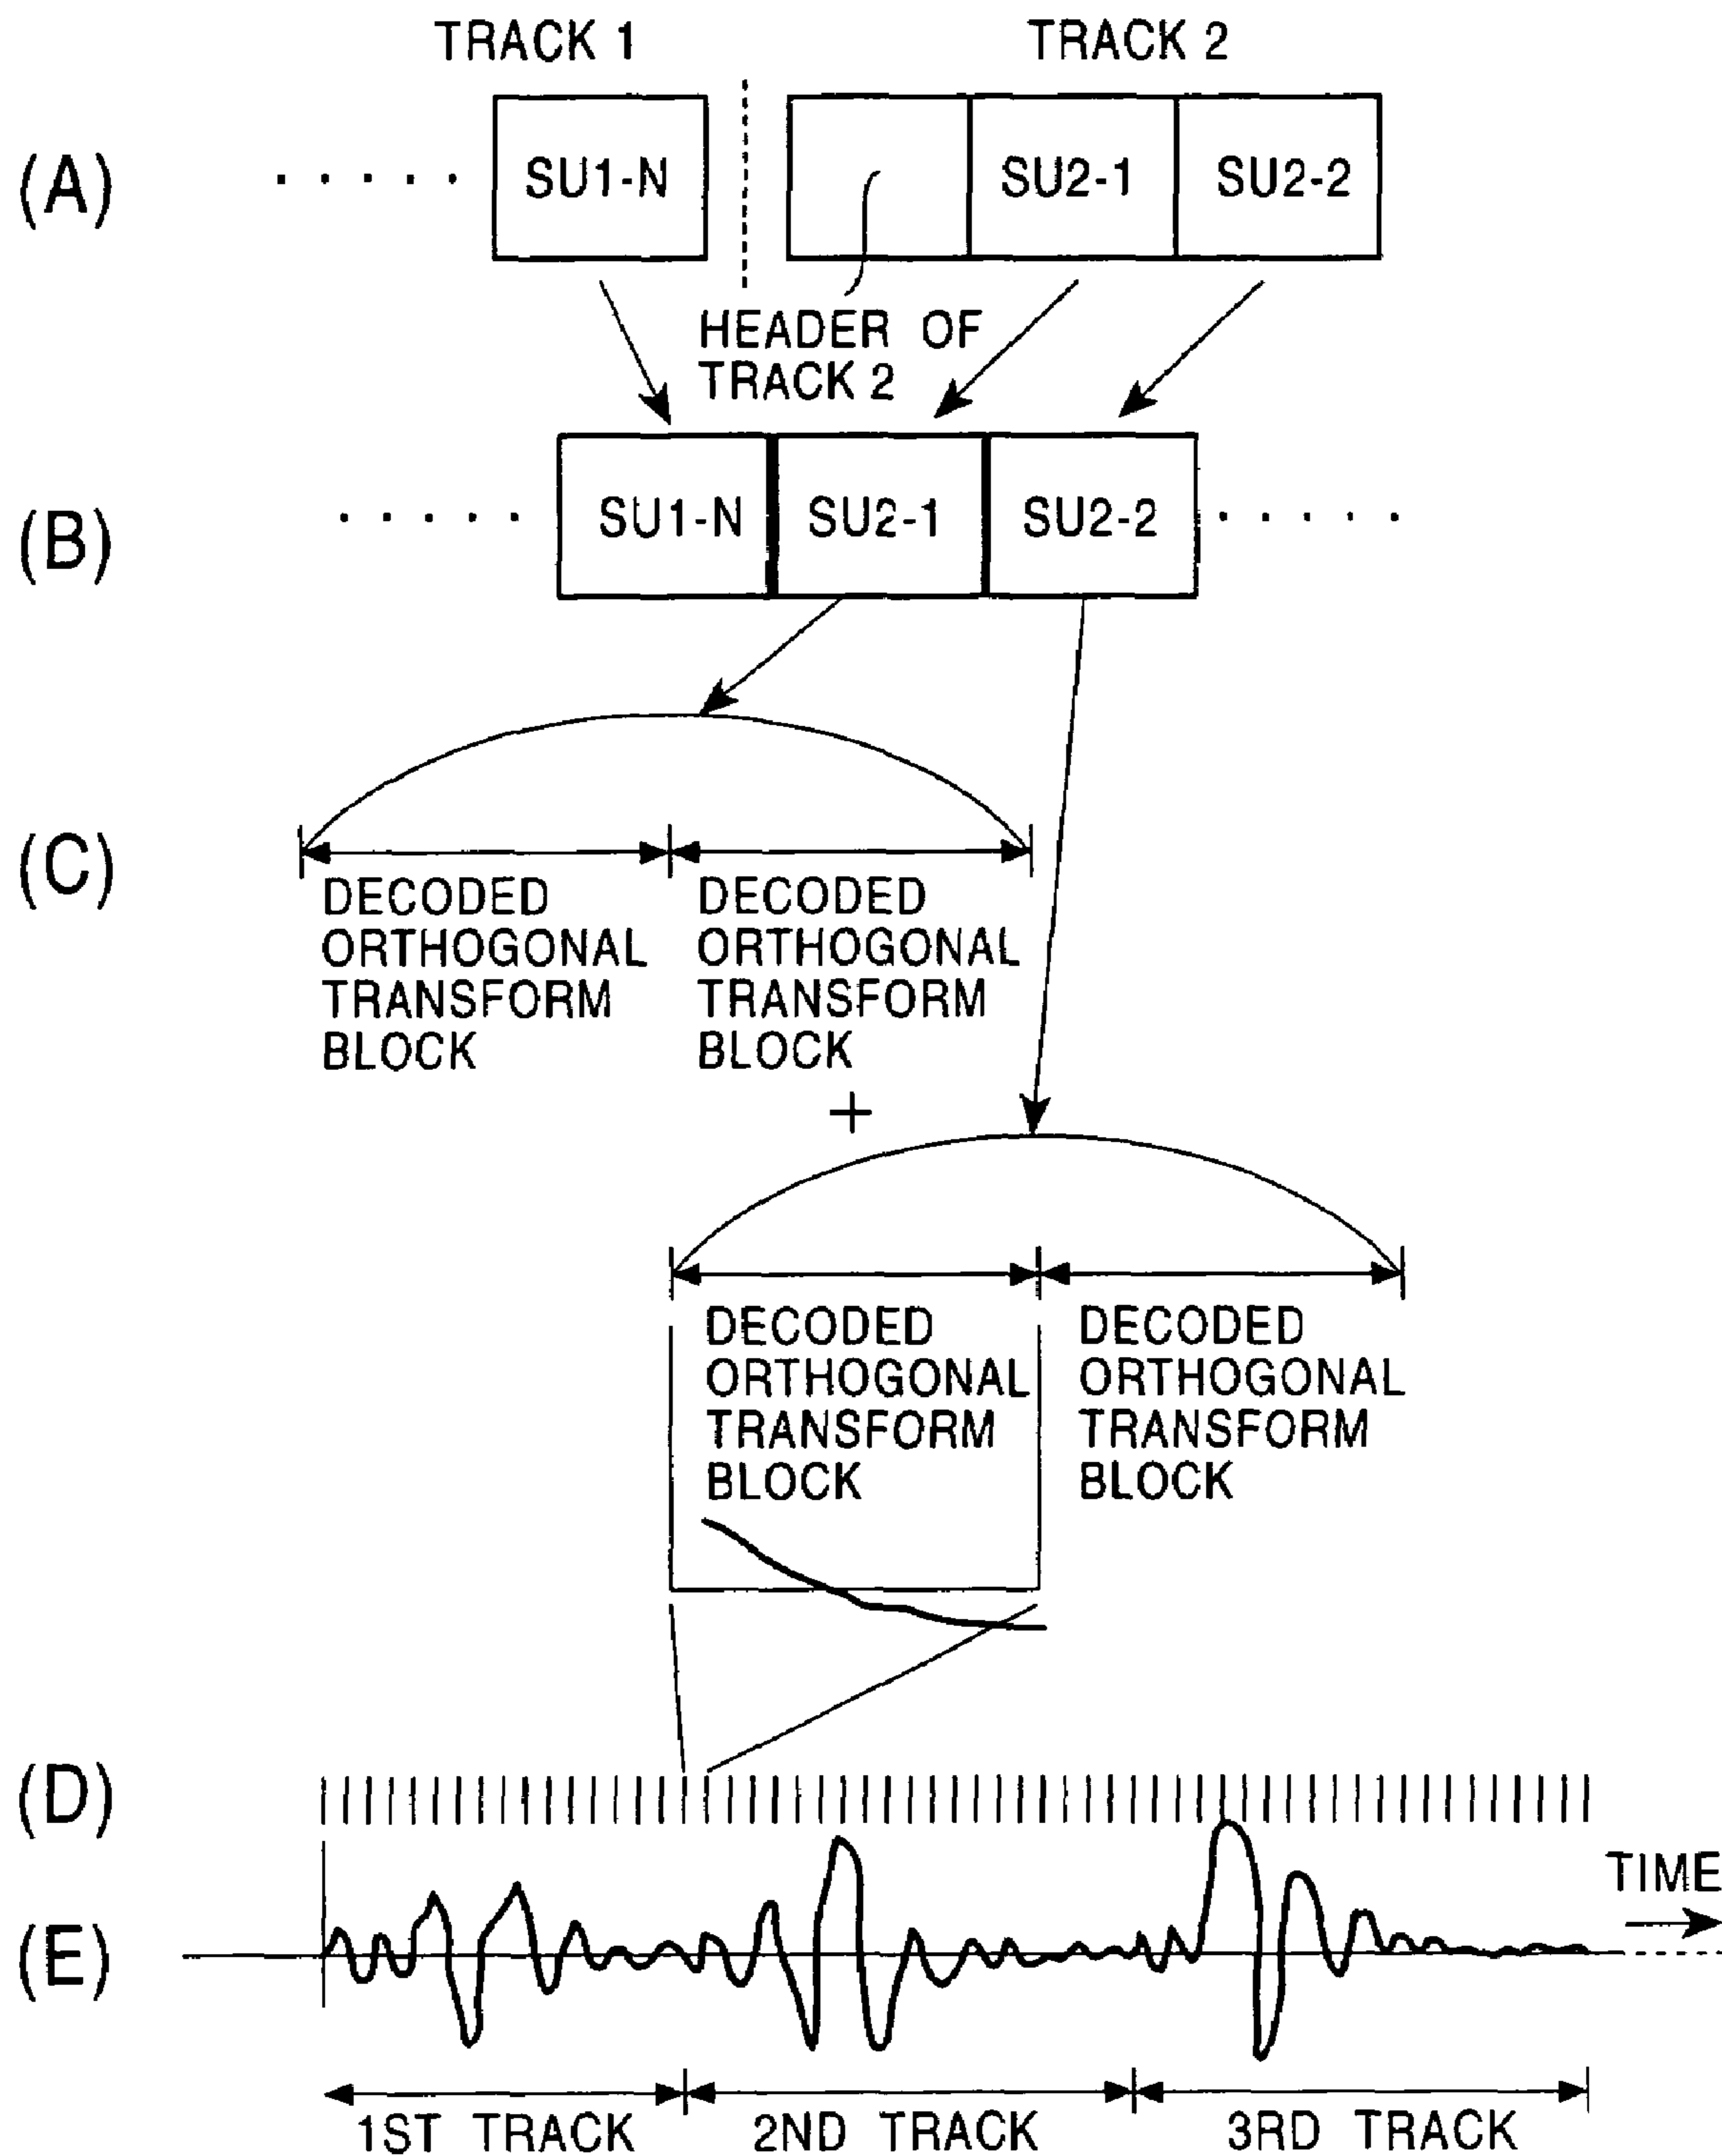 TRACK 1 TRACK 2
(A) ..... SU1-N SU2-1 SU2-2
HEADER OF
TRACK 2
(B) ..... SU1-N SU2-1 SU2-2 .....
(C)
DECODED
ORTHOGONAL
TRANSFORM
BLOCK
DECODED
ORTHOGONAL
TRANSFORM
BLOCK
+
DECODED
ORTHOGONAL
TRANSFORM
BLOCK
DECODED
ORTHOGONAL
TRANSFORM
BLOCK
(D)
TIME
(E)
1ST TRACK 2ND TRACK 3RD TRACK